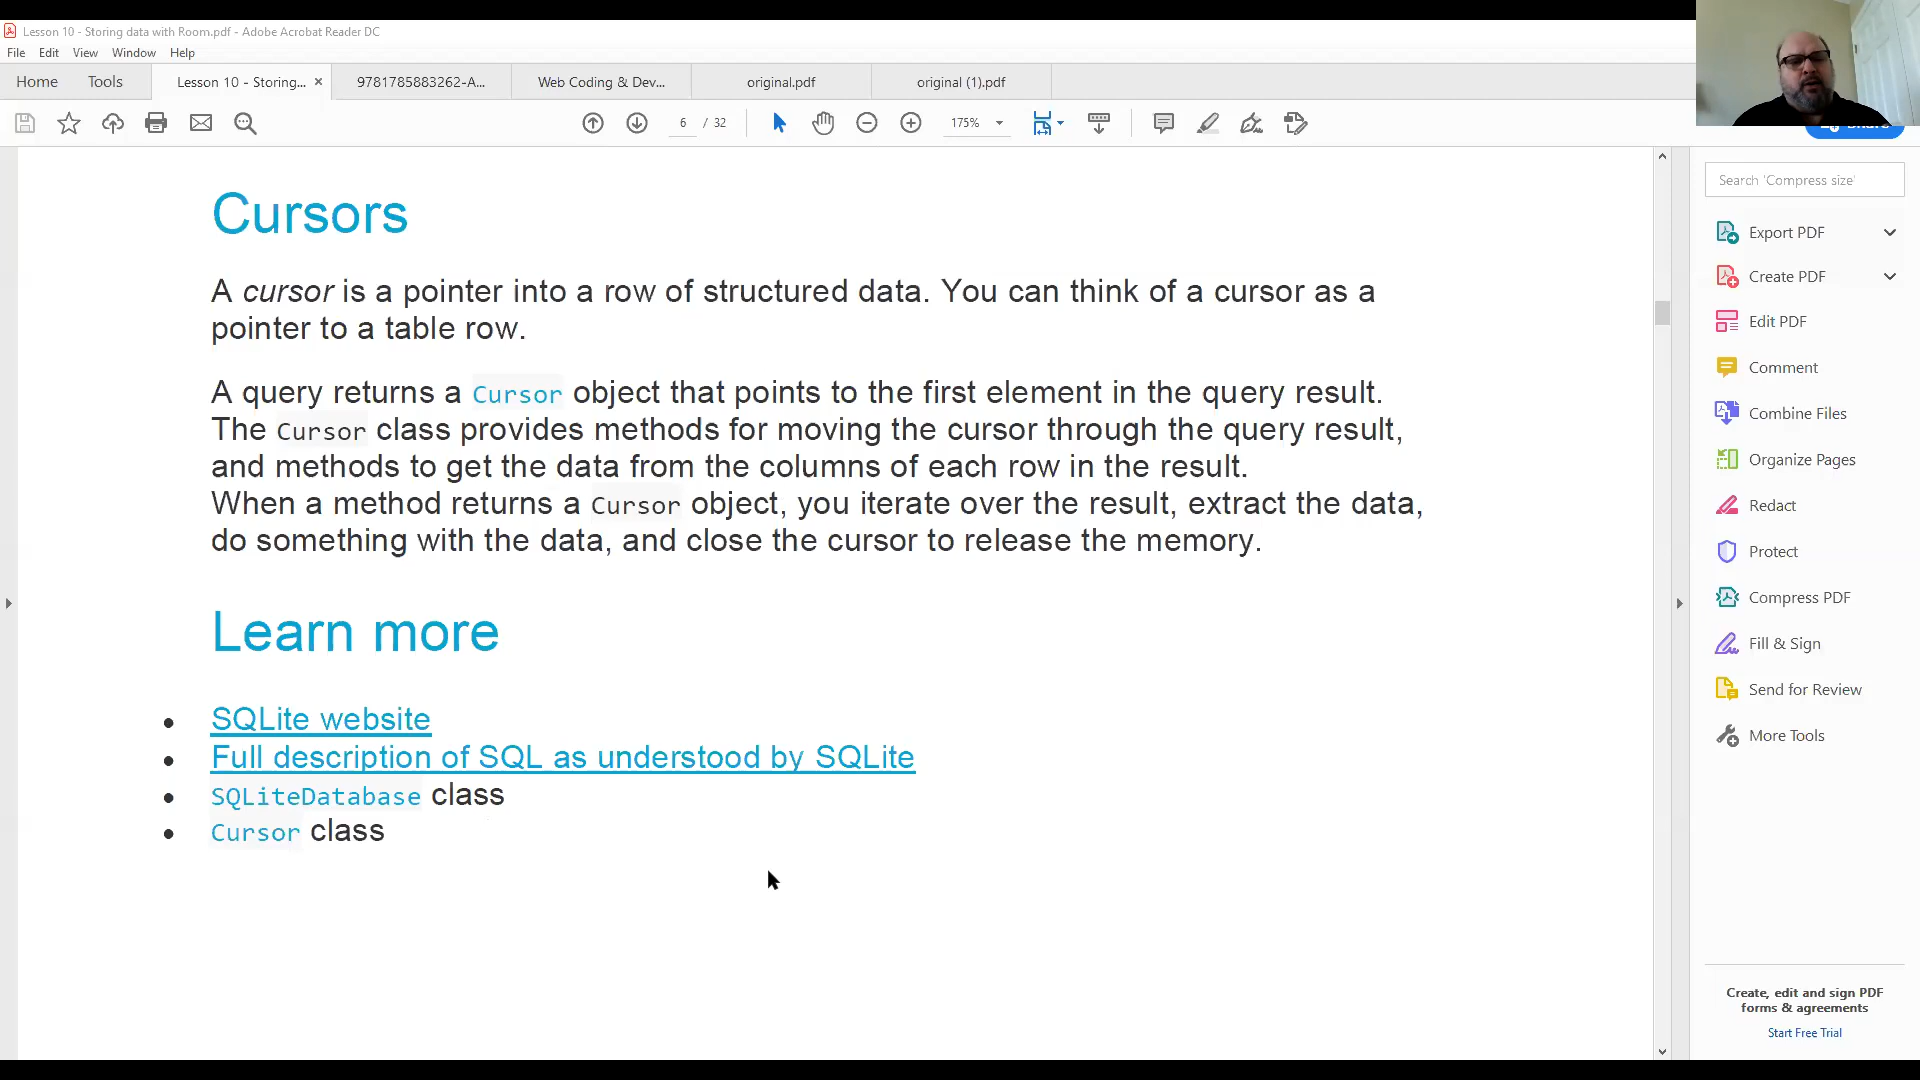 Lesson 10 - Storing data with Room.pdf - Adobe Acrobat Reader DC
File Edit View Window Help
Home Tools Lesson 10 - Storing... × 9781785883262-A... Web Coding & Dev... original.pdf original (1).pdf
6 / 32 175%
Share
Cursors
A cursor is a pointer into a row of structured data. You can think of a cursor as a
pointer to a table row.
A query returns a Cursor object that points to the first element in the query result.
The Cursor class provides methods for moving the cursor through the query result,
and methods to get the data from the columns of each row in the result.
When a method returns a Cursor object, you iterate over the result, extract the data,
do something with the data, and close the cursor to release the memory.
Learn more
• SQLite website
• Full description of SQL as understood by SQLite
• SQLiteDatabase class
• Cursor class
Search 'Compress size'
Export PDF
Create PDF
Edit PDF
Comment
Combine Files
Organize Pages
Redact
Protect
Compress PDF
Fill & Sign
Send for Review
More Tools
Create, edit and sign PDF
forms & agreements
Start Free Trial